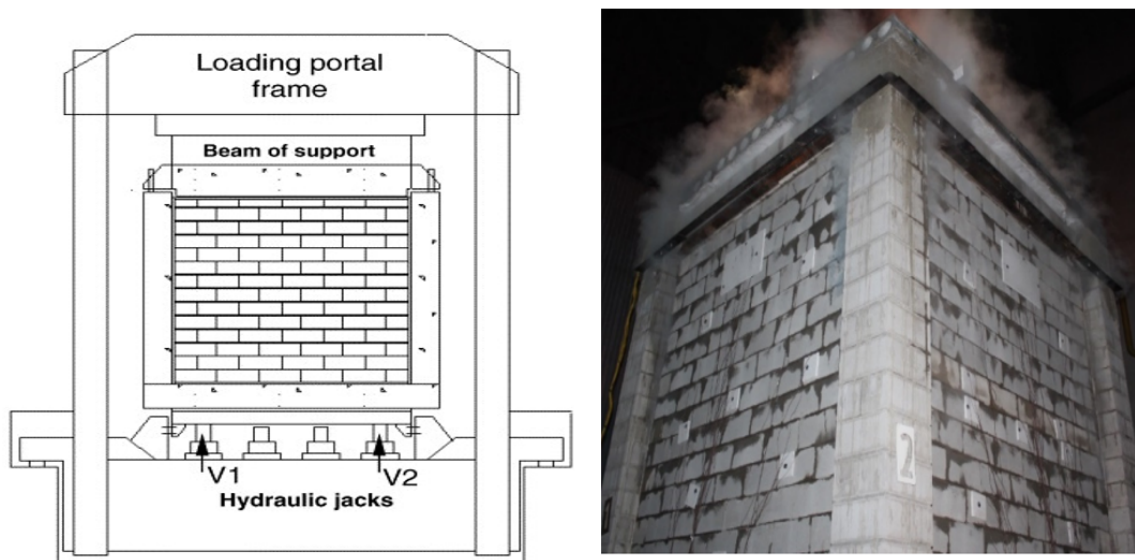 Loading portal
frame
Beam of support
V1
V2
Hydraulic jacks
2